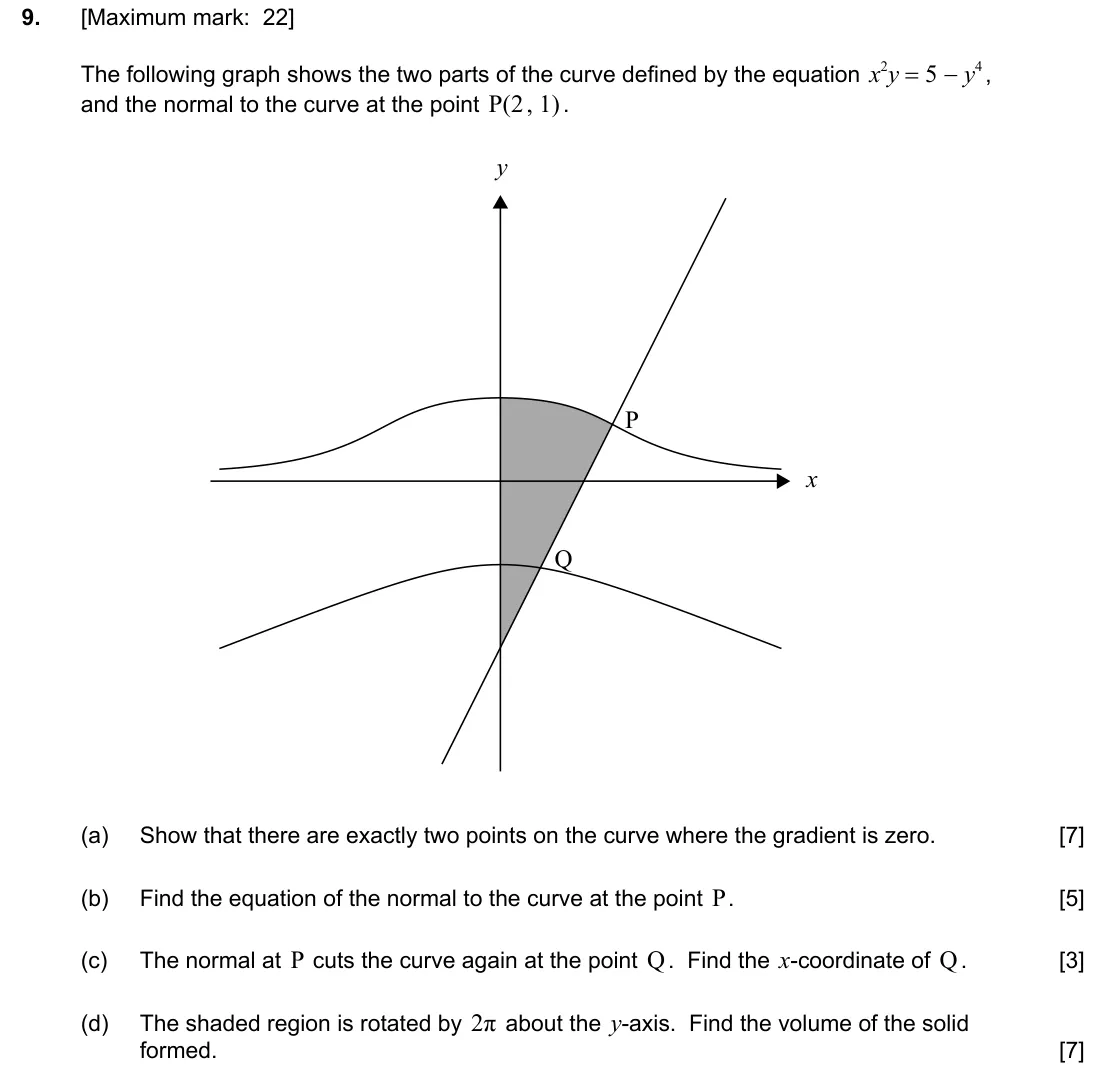 9. [Maximum mark: 22]
The following graph shows the two parts of the curve defined by the equation x²y = 5 − y⁴,
and the normal to the curve at the point P(2, 1).
y
P
x
Q
(a) Show that there are exactly two points on the curve where the gradient is zero. [7]
(b) Find the equation of the normal to the curve at the point P. [5]
(c) The normal at P cuts the curve again at the point Q. Find the x-coordinate of Q. [3]
(d) The shaded region is rotated by 2π about the y-axis. Find the volume of the solid
formed. [7]